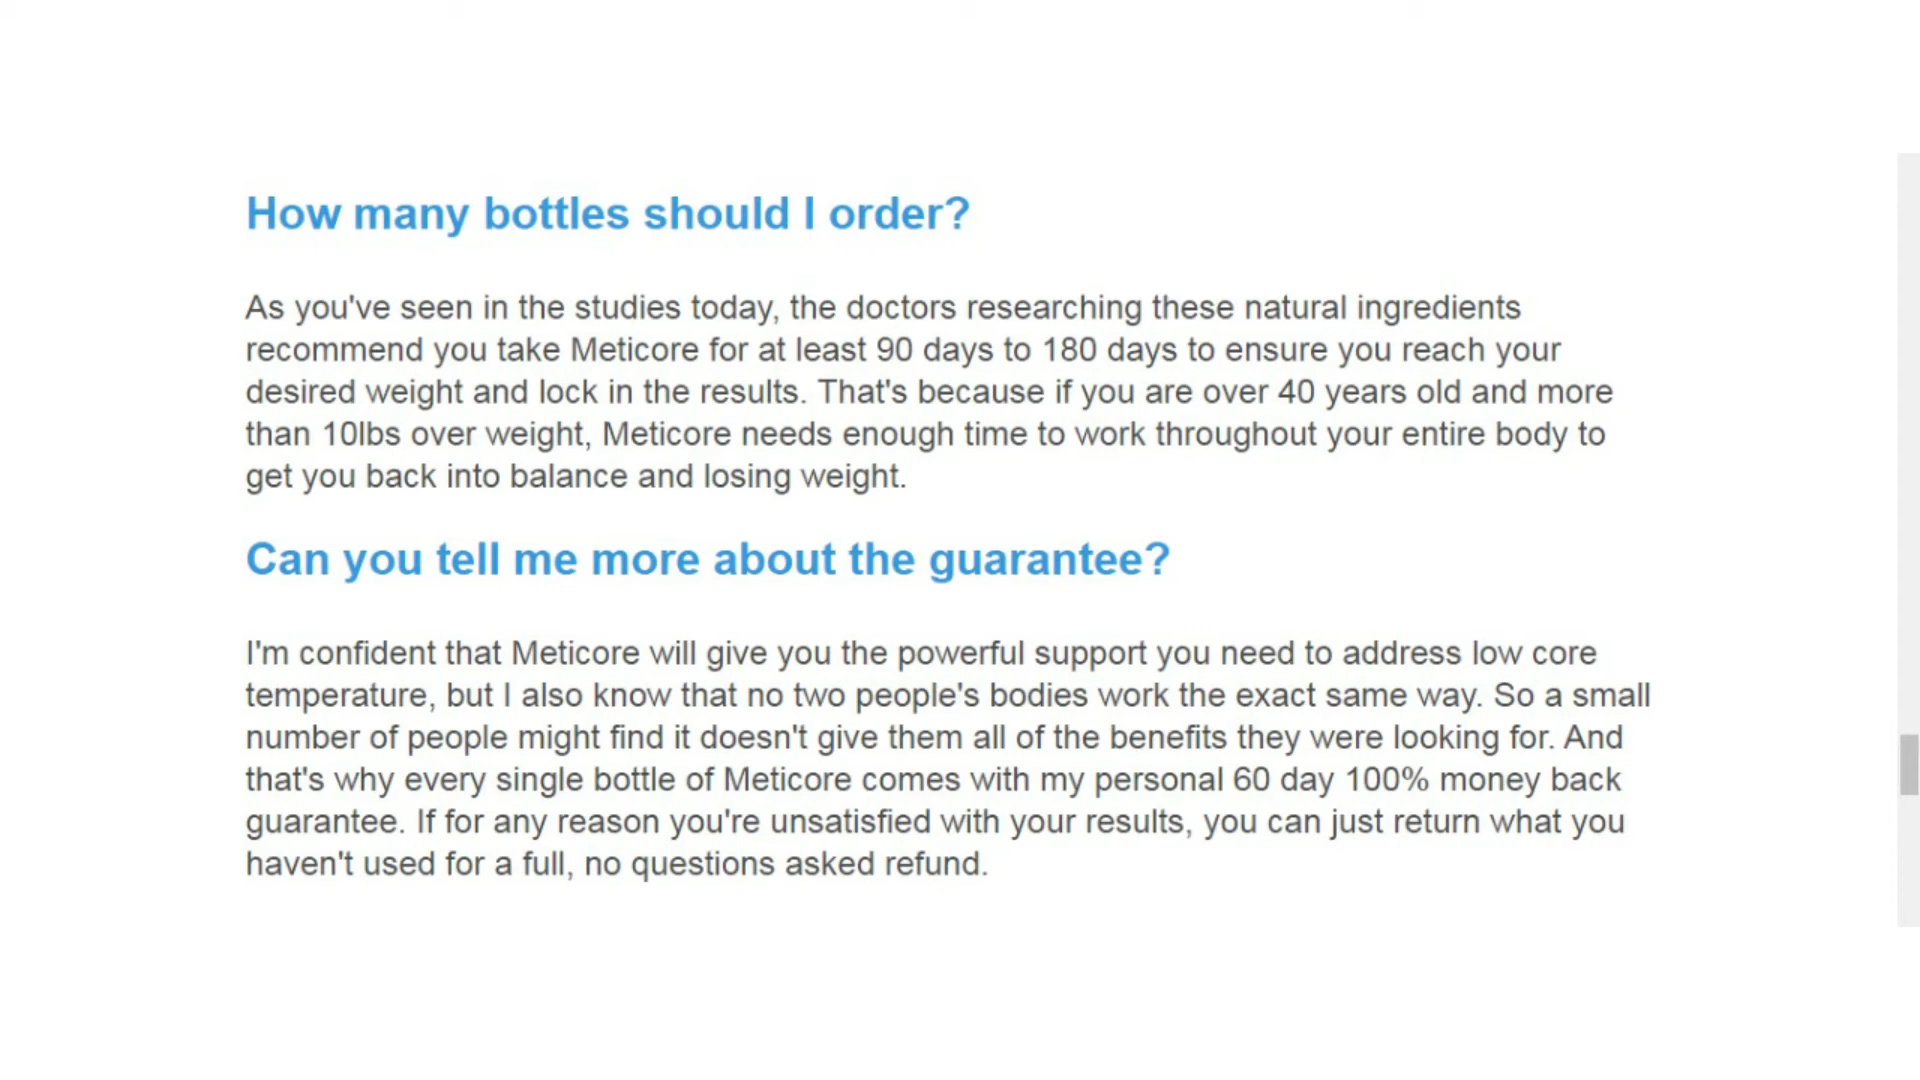 How many bottles should I order?
As you've seen in the studies today, the doctors researching these natural ingredients
recommend you take Meticore for at least 90 days to 180 days to ensure you reach your
desired weight and lock in the results. That's because if you are over 40 years old and more
than 10lbs over weight, Meticore needs enough time to work throughout your entire body to
get you back into balance and losing weight.
Can you tell me more about the guarantee?
I'm confident that Meticore will give you the powerful support you need to address low core
temperature, but I also know that no two people's bodies work the exact same way. So a small
number of people might find it doesn't give them all of the benefits they were looking for. And
that's why every single bottle of Meticore comes with my personal 60 day 100% money back
guarantee. If for any reason you're unsatisfied with your results, you can just return what you
haven't used for a full, no questions asked refund.